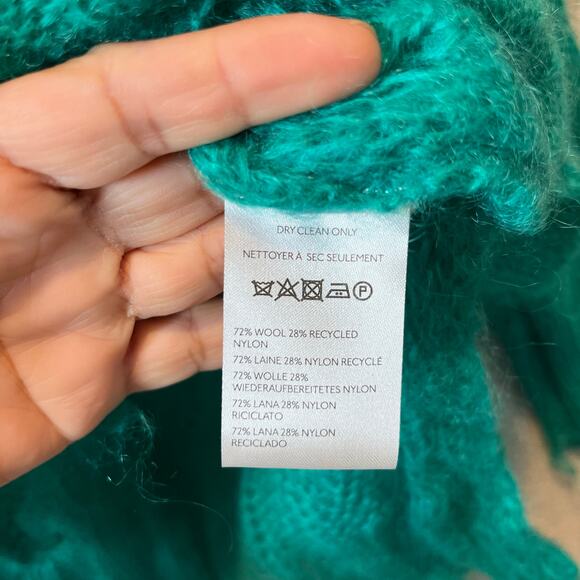 DRY CLEAN ONLY
NETTOYER À SEC SEULEMENT
P
72% WOOL 28% RECYCLED
NYLON
72% LAINE 28% NYLON RECYCLÉ
72% WOLLE 28%
WIEDERAUFBEREITETES NYLON
72% LANA 28% NYLON
RICICLATO
72% LANA 28% NYLON
RECICLADO